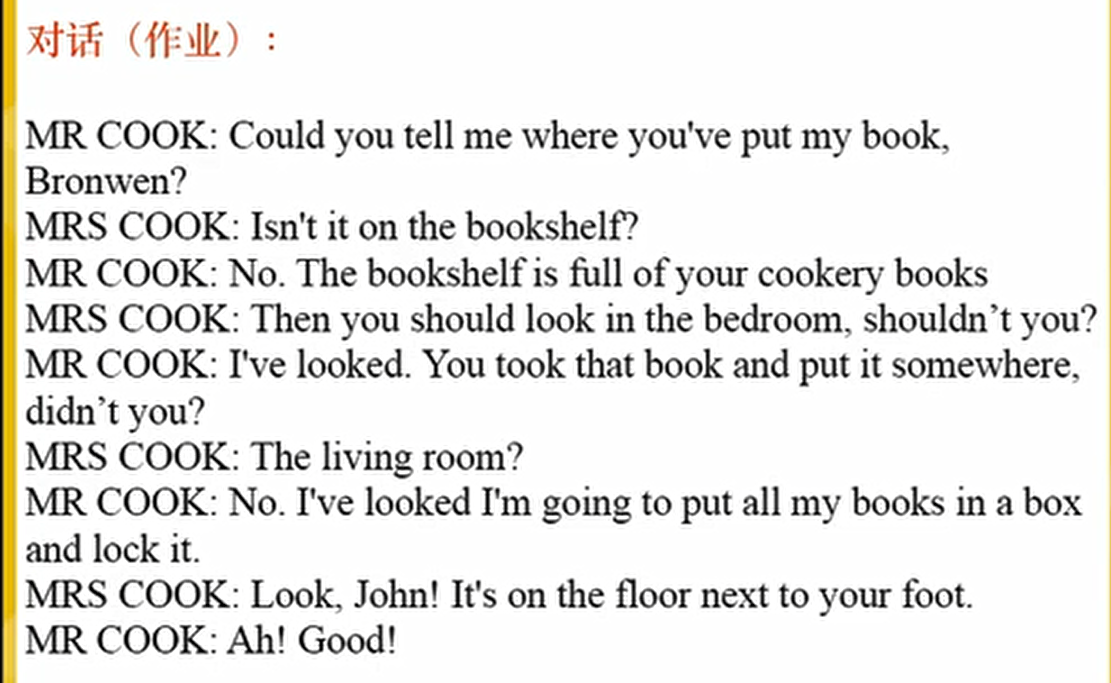 对话（作业）：
MR COOK: Could you tell me where you've put my book,
Bronwen?
MRS COOK: Isn't it on the bookshelf?
MR COOK: No. The bookshelf is full of your cookery books
MRS COOK: Then you should look in the bedroom, shouldn’t you?
MR COOK: I've looked. You took that book and put it somewhere,
didn’t you?
MRS COOK: The living room?
MR COOK: No. I've looked I'm going to put all my books in a box
and lock it.
MRS COOK: Look, John! It's on the floor next to your foot.
MR COOK: Ah! Good!